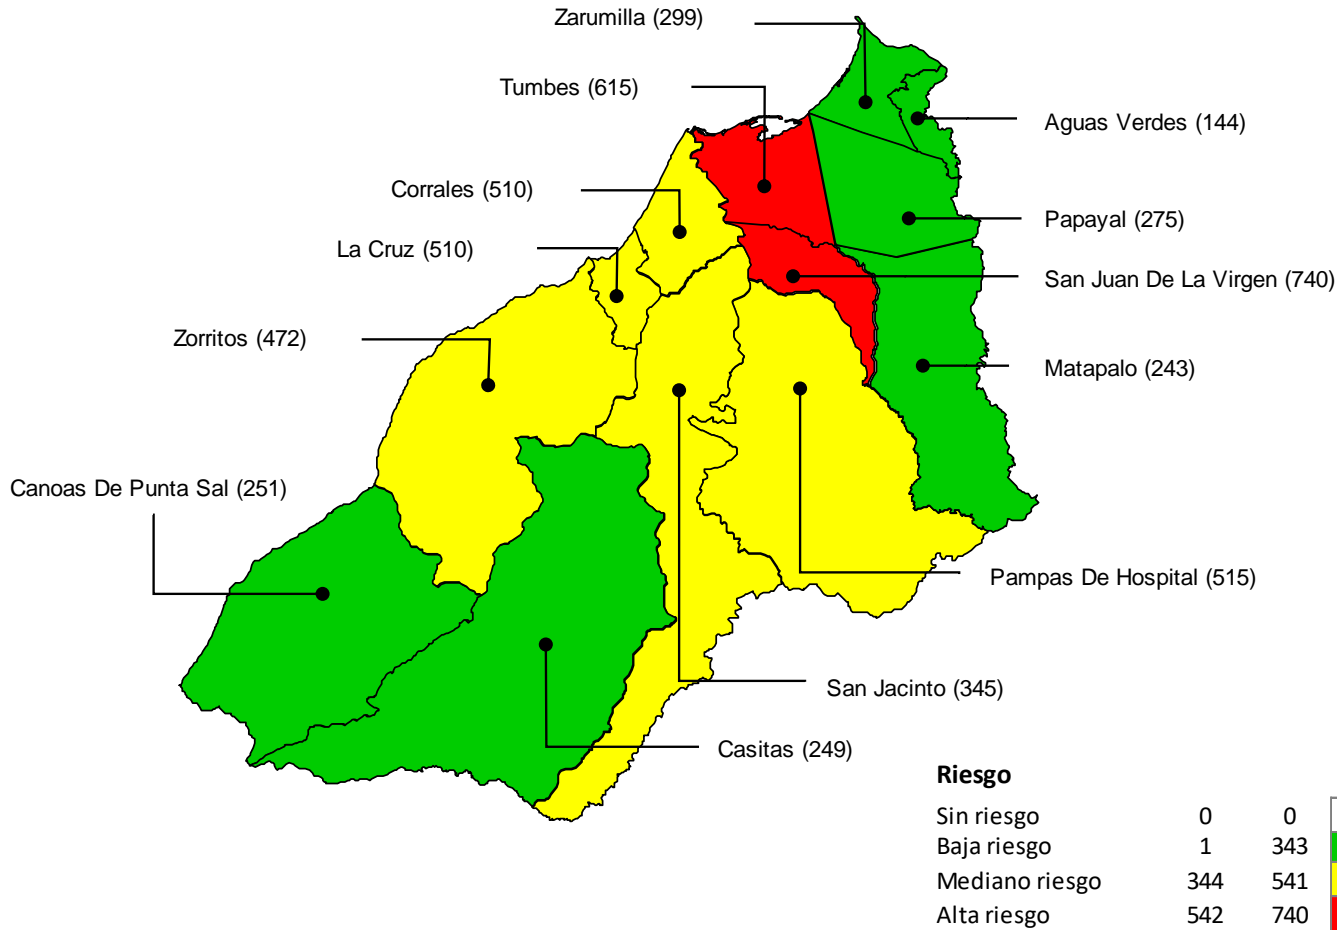 Zarumilla (299)
Tumbes (615)
Aguas Verdes (144)
Corrales (510)
Papayal (275)
La Cruz (510)
San Juan De La Virgen (740)
Zorritos (472)
Matapalo (243)
Canoas De Punta Sal (251)
Pampas De Hospital (515)
San Jacinto (345)
Casitas (249)
Riesgo
Sin riesgo 0 0
Baja riesgo 1 343
Mediano riesgo 344 541
Alta riesgo 542 740